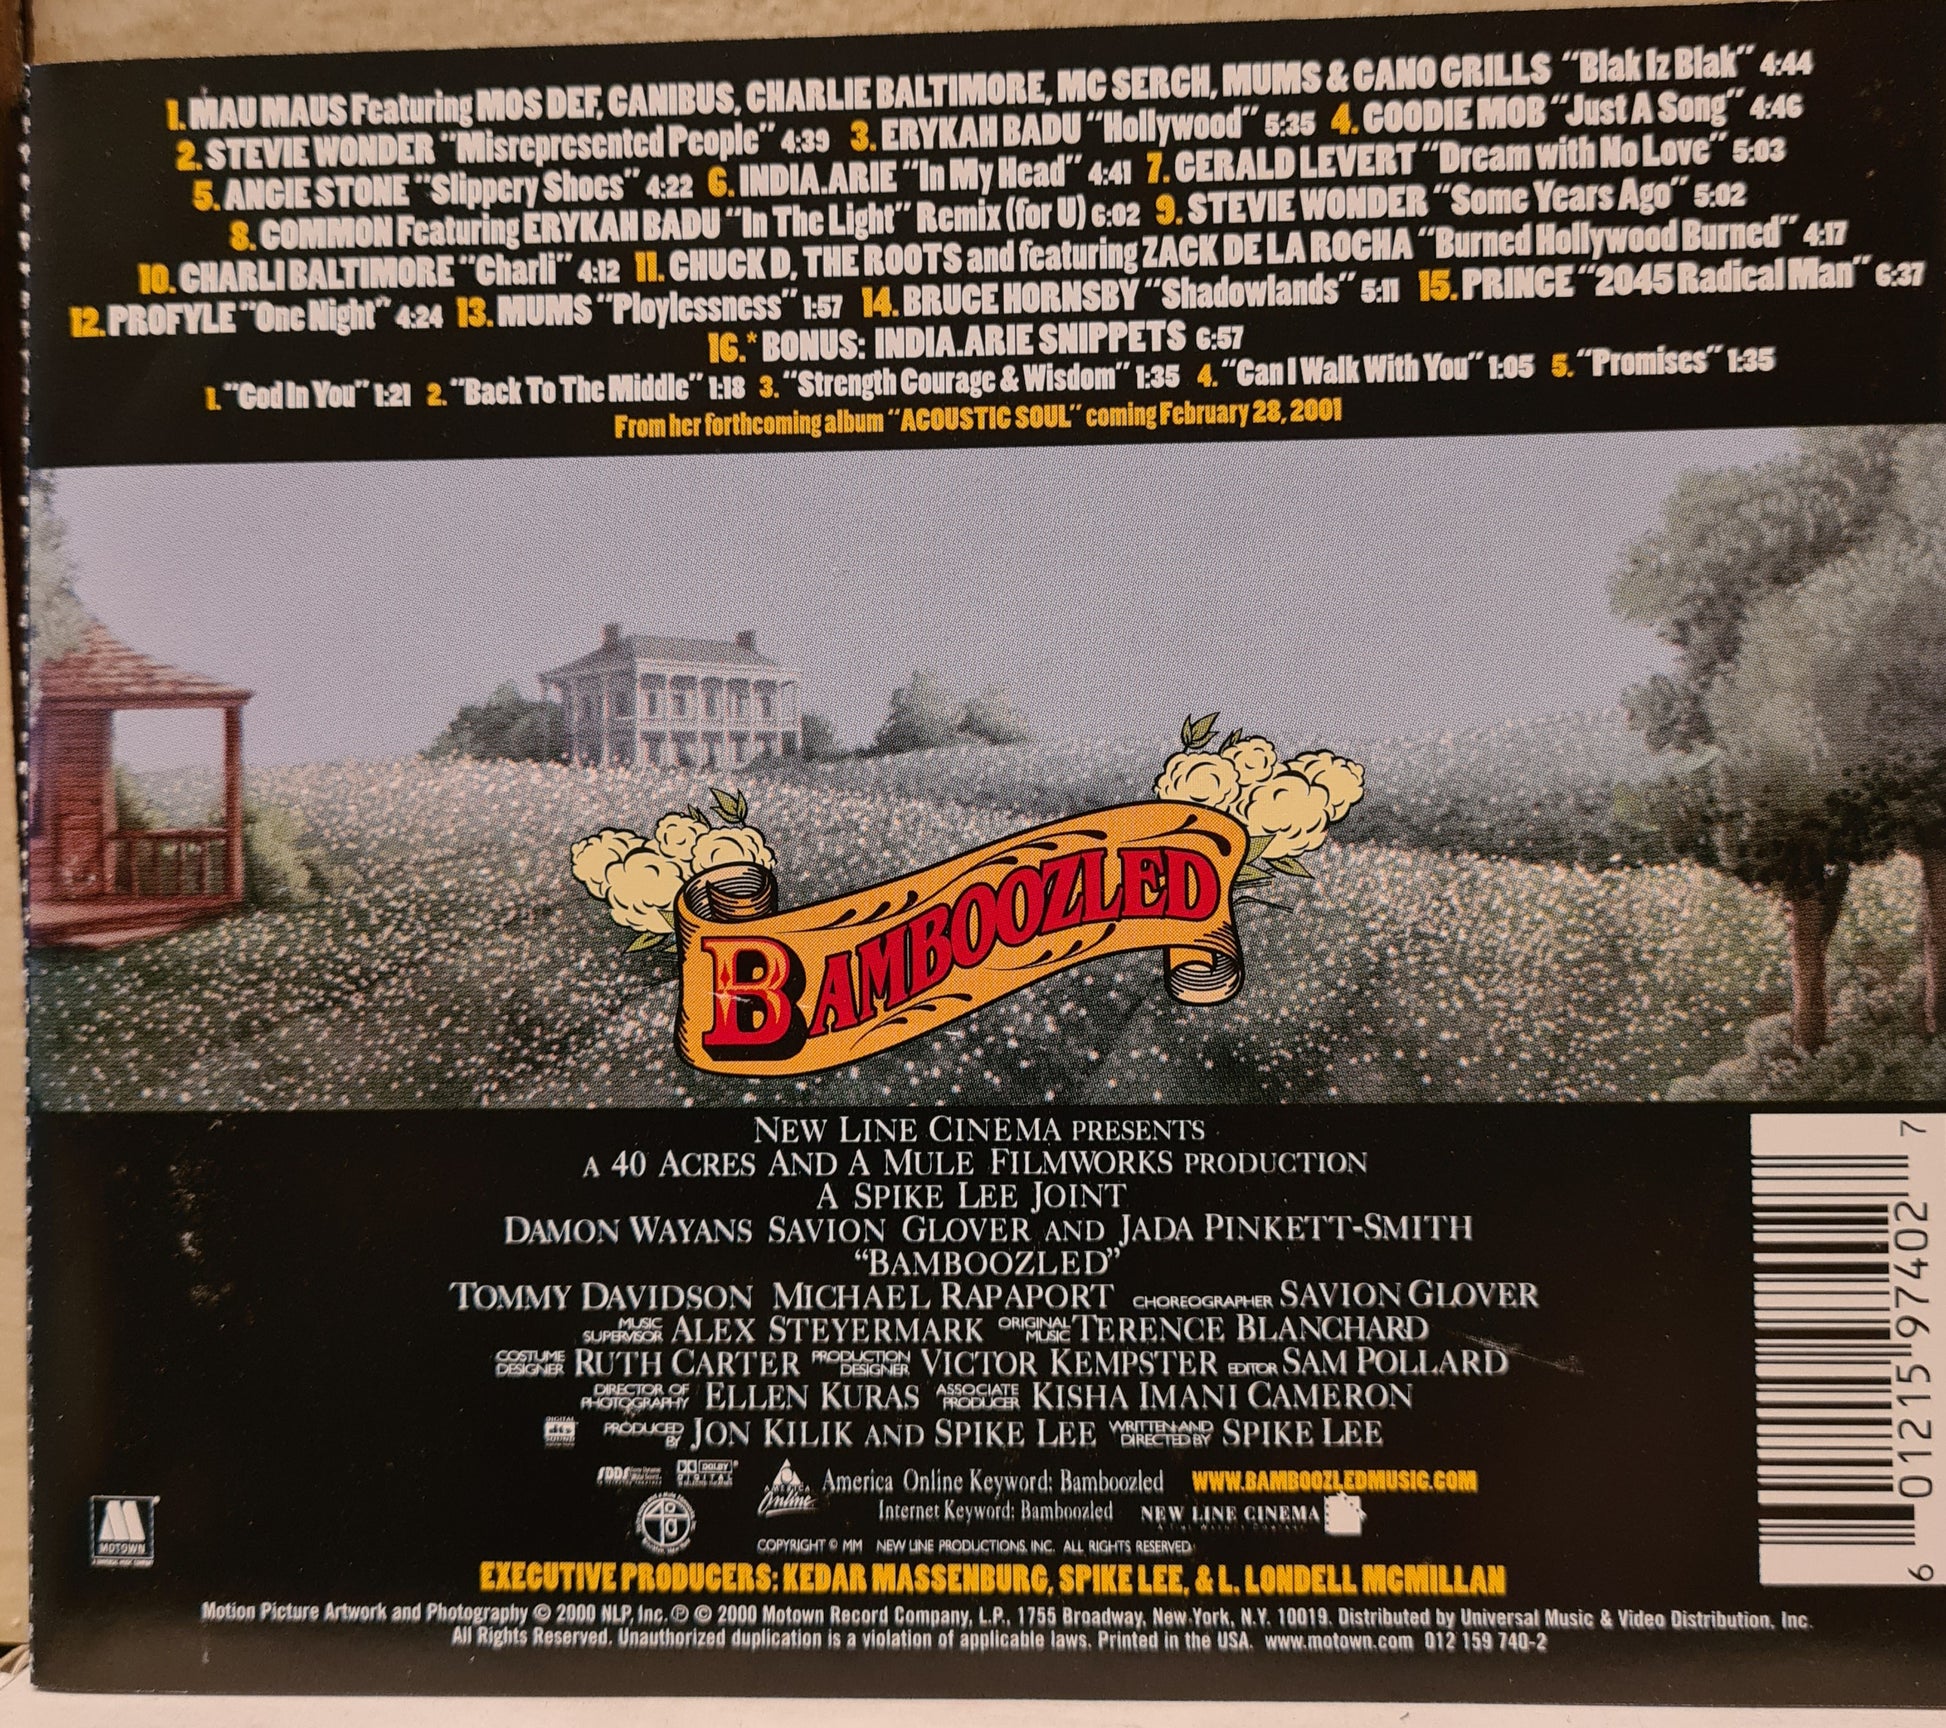 1. MAU MAUS Featuring MOS DEF, CANIBUS, CHARLIE BALTIMORE, MC SERCH, MUMS & GANO GRILLS "Blak Iz Blak" 4:44
2. STEVIE WONDER "Misrepresented People" 4:39 3. ERYKAH BADU "Hollywood" 5:35 4. GOODIE MOB "Just A Song" 4:46
5. ANGIE STONE "Slippery Shoes" 4:22 6. INDIA.ARIE "In My Head" 4:41 7. GERALD LEVERT "Dream with No Love" 5:03
8. COMMON Featuring ERYKAH BADU "In The Light" Remix (for U) 6:02 9. STEVIE WONDER "Some Years Ago" 5:02
10. CHARLI BALTIMORE "Charli" 4:12 11. CHUCK D, THE ROOTS and featuring ZACK DE LA ROCHA "Burned Hollywood Burned" 4:17
12. PROFYLE "One Night" 4:24 13. MUMS "Ploylessness" 1:57 14. BRUCE HORNSBY "Shadowlands" 5:11 15. PRINCE "2045 Radical Man" 6:37
16.* BONUS: INDIA.ARIE SNIPPETS 6:57
1. "God In You" 1:21 2. "Back To The Middle" 1:18 3. "Strength Courage & Wisdom" 1:35 4. "Can I Walk With You" 1:05 5. "Promises" 1:35
From her forthcoming album "ACOUSTIC SOUL" coming February 28, 2001
BAMBOOZLED
NEW LINE CINEMA PRESENTS
A 40 ACRES AND A MULE FILMWORKS PRODUCTION
A SPIKE LEE JOINT
DAMON WAYANS SAVION GLOVER AND JADA PINKETT-SMITH
"BAMBOOZLED"
TOMMY DAVIDSON MICHAEL RAPAPORT CHOREOGRAPHER SAVION GLOVER
MUSIC SUPERVISOR ALEX STEYERMARK ORIGINAL MUSIC TERENCE BLANCHARD
COSTUME DESIGNER RUTH CARTER PRODUCTION DESIGNER VICTOR KEMPSTER EDITOR SAM POLLARD
DIRECTOR OF PHOTOGRAPHY ELLEN KURAS ASSOCIATE PRODUCER KISHA IMANI CAMERON
DIGITAL dts SOUND PRODUCED BY JON KILIK AND SPIKE LEE WRITTEN AND DIRECTED BY SPIKE LEE
SDDS DOLBY DIGITAL AMERICA Online America Online Keyword: Bamboozled WWW.BAMBOOZLEDMUSIC.COM
Internet Keyword: Bamboozled NEW LINE CINEMA
MOTOWN
COPYRIGHT © MM NEW LINE PRODUCTIONS, INC. ALL RIGHTS RESERVED
EXECUTIVE PRODUCERS: KEDAR MASSENBURG, SPIKE LEE, & L. LONDELL MCMILLAN
Motion Picture Artwork and Photography © 2000 NLP, Inc. ℗ © 2000 Motown Record Company, L.P., 1755 Broadway, New York, N.Y. 10019. Distributed by Universal Music & Video Distribution, Inc.
All Rights Reserved. Unauthorized duplication is a violation of applicable laws. Printed in the USA. www.motown.com 012 159 740-2
6 01215 97402 7